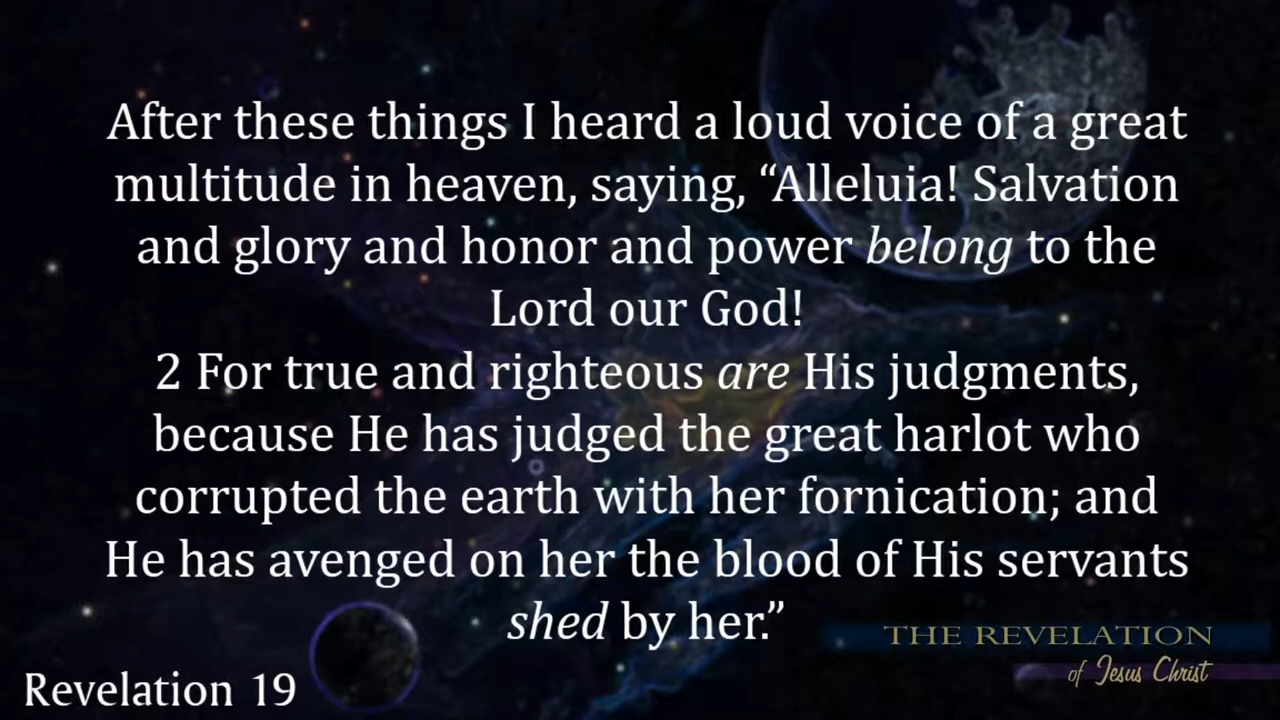 After these things I heard a loud voice of a great
multitude in heaven, saying, “Alleluia! Salvation
and glory and honor and power belong to the
Lord our God!
2 For true and righteous are His judgments,
because He has judged the great harlot who
corrupted the earth with her fornication; and
He has avenged on her the blood of His servants
shed by her.”
THE REVELATION
of Jesus Christ
Revelation 19